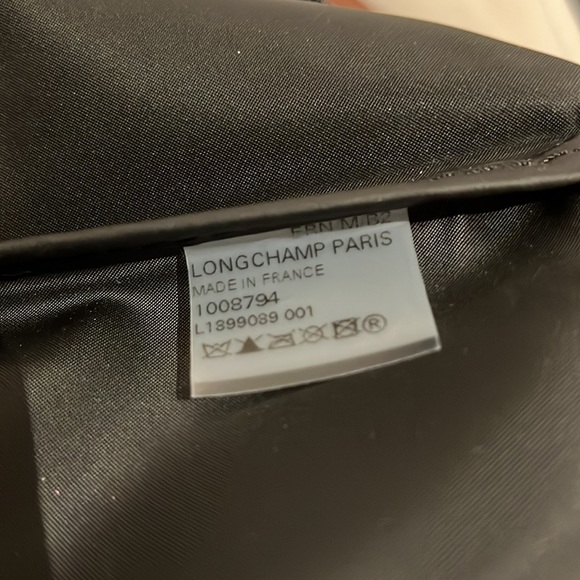 LONGCHAMP PARIS
MADE IN FRANCE
1008794
L1899089 001
®